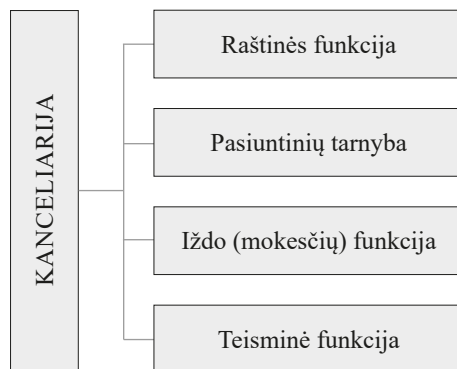 KANCELIARIJA
Raštinės funkcija
Pasiuntinių tarnyba
Iždo (mokesčių) funkcija
Teisminė funkcija